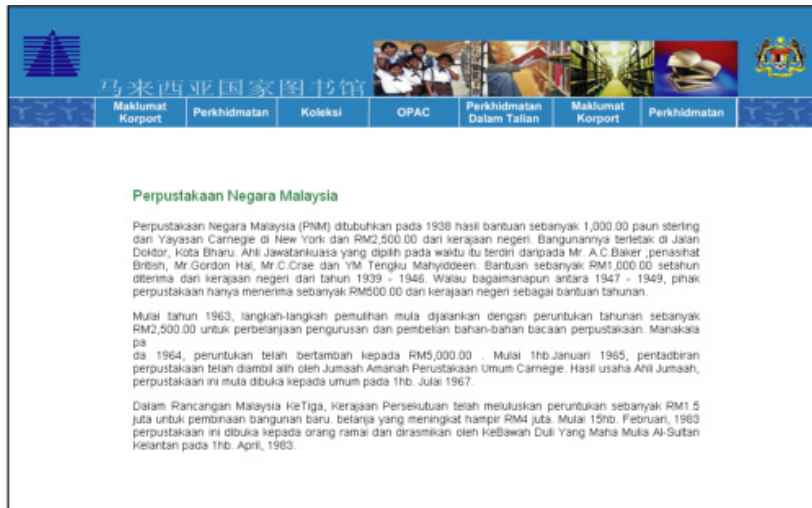 马来西亚国家图书馆
Maklumat Korport
Perkhidmatan
Koleksi
OPAC
Perkhidmatan Dalam Talian
Maklumat Korport
Perkhidmatan
Perpustakaan Negara Malaysia
Perpustakaan Negara Malaysia (PNM) ditubuhkan pada 1938 hasil bantuan sebanyak 1,000.00 paun sterling
dari Yayasan Carnegie di New York dan RM2,500.00 dari kerajaan negeri. Bangunannya terletak di Jalan
Doktor, Kota Bharu. Ahli Jawatankuasa yang dipilih pada waktu itu terdiri daripada Mr. A.C.Baker ;penasihat
British, Mr.Gordon Hal, Mr.C.Crae dan YM Tengku Mahyiddeen. Bantuan sebanyak RM1,000.00 setahun
diterima dari kerajaan negeri dari tahun 1939 - 1946. Walau bagaimanapun antara 1947 - 1949, pihak
perpustakaan hanya menerima sebanyak RM500.00 dari kerajaan negeri sebagai bantuan tahunan.
Mulai tahun 1963, langkah-langkah pemulihan mula dijalankan dengan peruntukan tahunan sebanyak
RM2,500.00 untuk perbelanjaan pengurusan dan pembelian bahan-bahan bacaan perpustakaan. Manakala
pa
da 1964, peruntukan telah bertambah kepada RM5,000.00 . Mulai 1hb.Januari 1965, pentadbiran
perpustakaan telah diambil alih oleh Jumaah Amanah Perustakaan Umum Carnegie. Hasil usaha Ahli Jumaah,
perpustakaan ini mula dibuka kepada umum pada 1hb. Julai 1967.
Dalam Rancangan Malaysia KeTiga, Kerajaan Persekutuan telah meluluskan peruntukan sebanyak RM1.5
juta untuk pembinaan bangunan baru. belanja yang meningkat hampir RM4 juta. Mulai 15hb. Februari, 1983
perpustakaan ini dibuka kepada orang ramai dan dirasmikan oleh KeBawah Duli Yang Maha Mulia Al-Sultan
Kelantan pada 1hb. April, 1983.